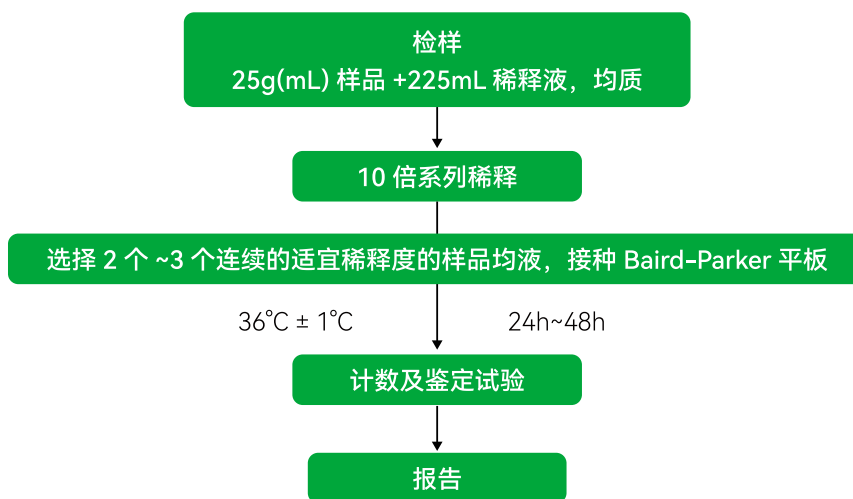 检样
25g(mL) 样品 +225mL 稀释液，均质
10 倍系列稀释
选择 2 个 ~3 个连续的适宜稀释度的样品均液，接种 Baird-Parker 平板
36°C ± 1°C
24h~48h
计数及鉴定试验
报告